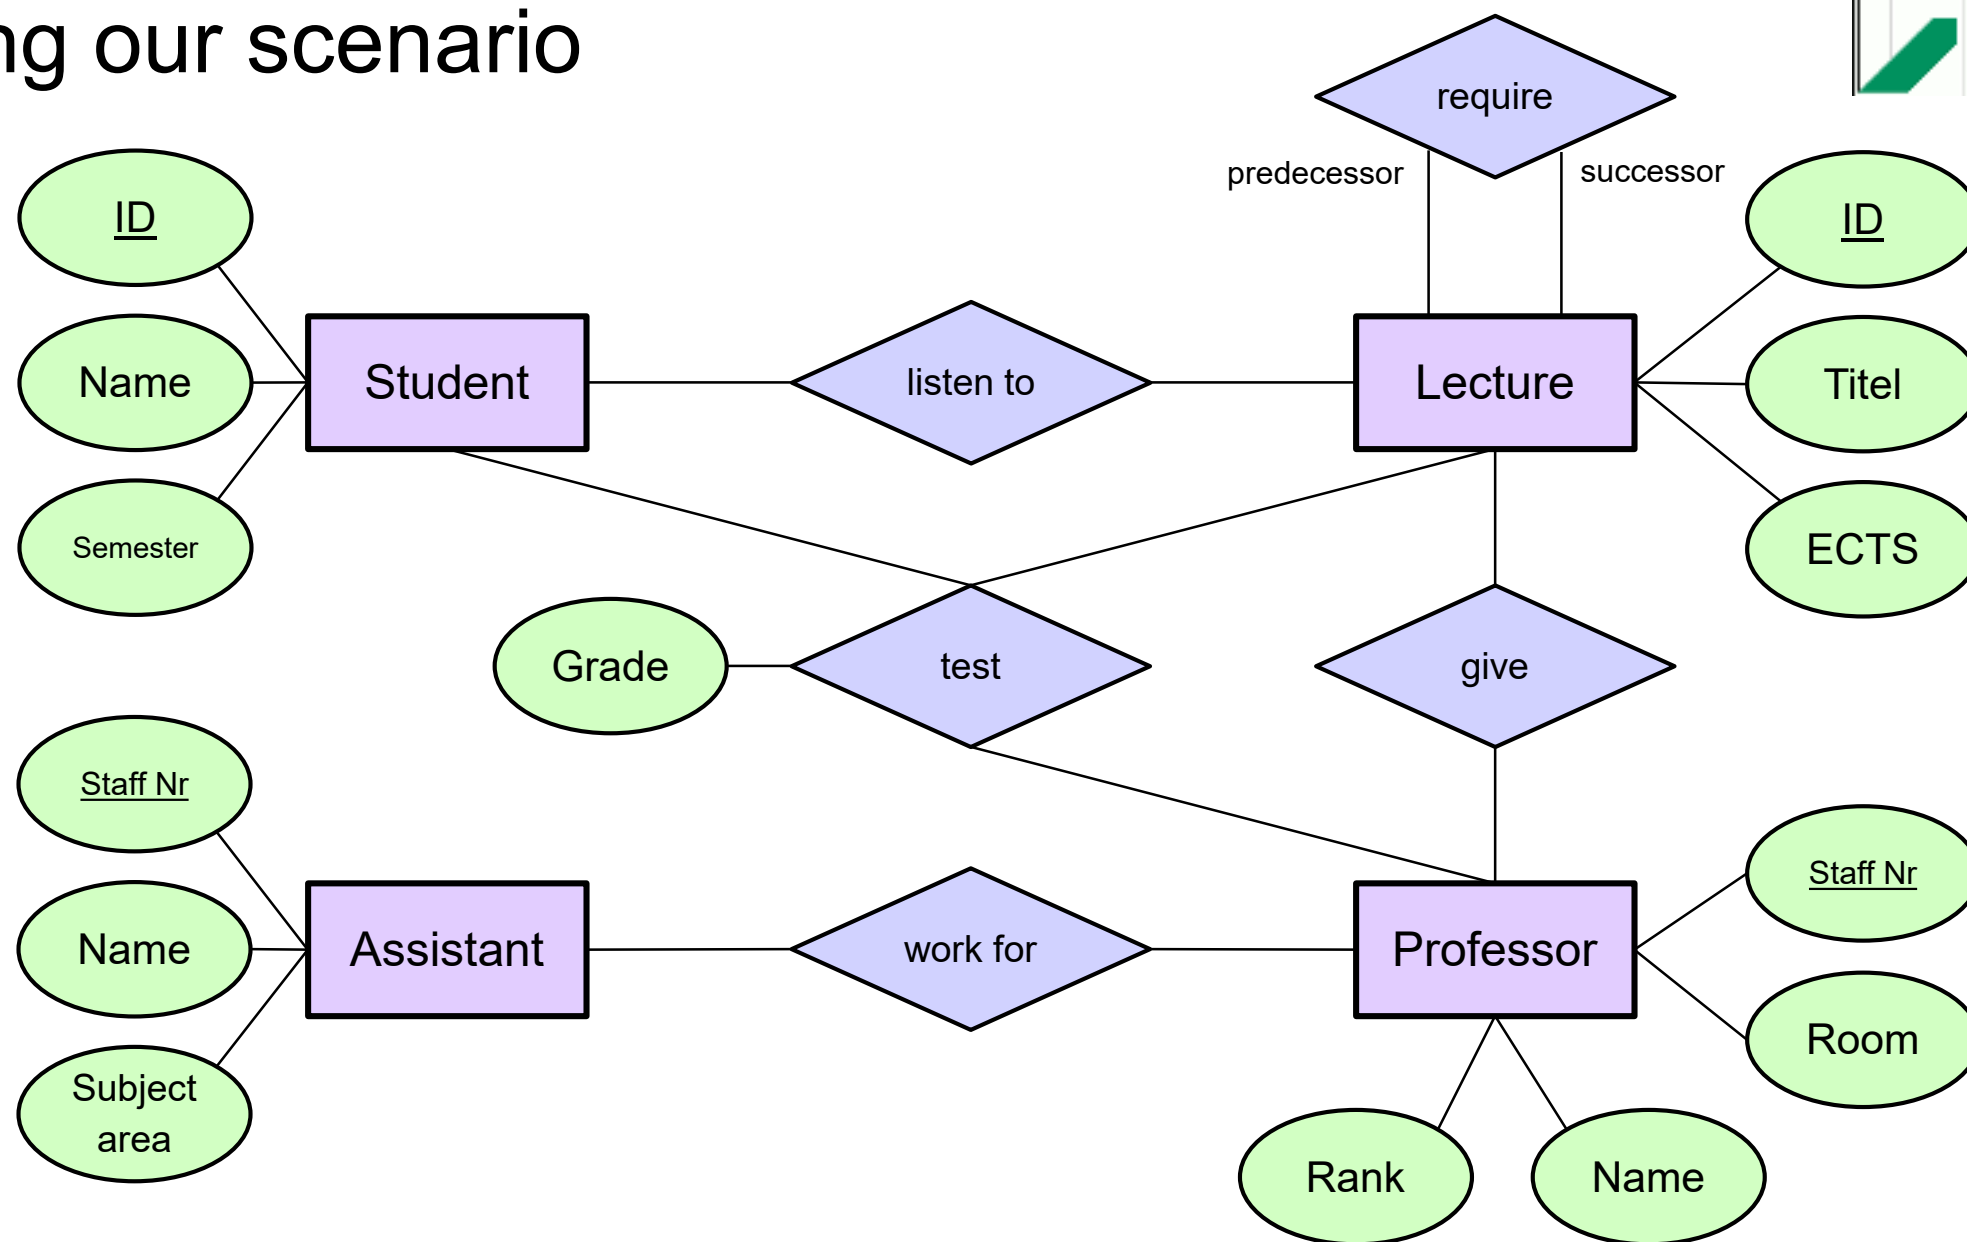 ng our scenario
require
predecessor
successor
ID
ID
Name
Student
listen to
Lecture
Titel
Semester
ECTS
Grade
test
give
Staff Nr
Staff Nr
Name
Assistant
work for
Professor
Room
Subject
area
Rank
Name